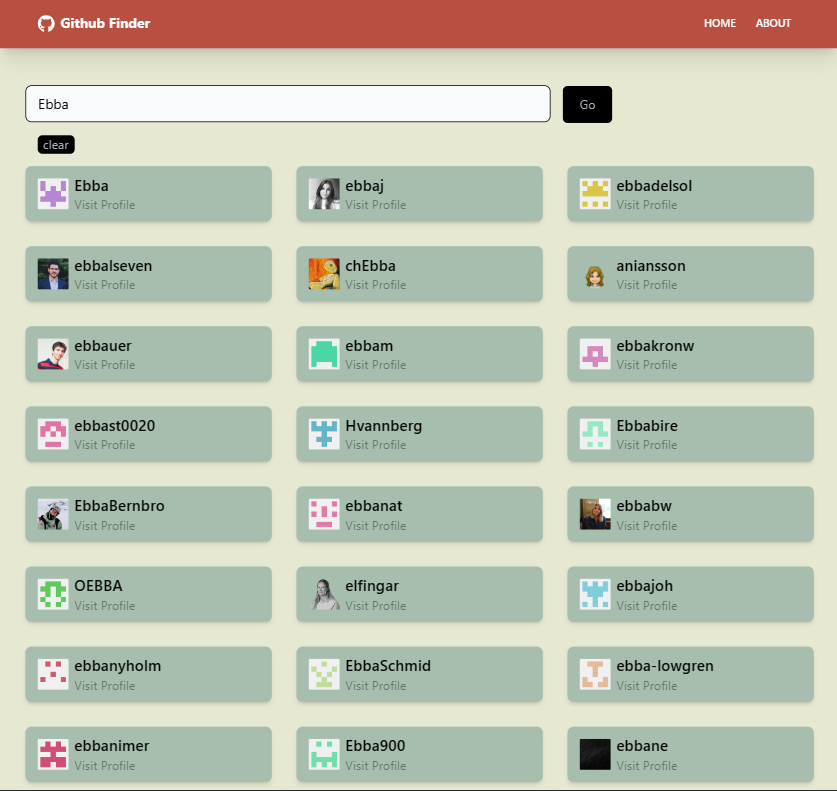 Github Finder HOME ABOUT
Ebba Go
clear
Ebba ebbaj ebbadelsol
Visit Profile Visit Profile Visit Profile
ebbalseven chEbba aniansson
Visit Profile Visit Profile Visit Profile
ebbauer ebbam ebbakronw
Visit Profile Visit Profile Visit Profile
ebbast0020 Hvannberg Ebbabire
Visit Profile Visit Profile Visit Profile
EbbaBernbro ebbanat ebbabw
Visit Profile Visit Profile Visit Profile
OEBBA elfingar ebbajoh
Visit Profile Visit Profile Visit Profile
ebbanyholm EbbaSchmid ebba-lowgren
Visit Profile Visit Profile Visit Profile
ebbanimer Ebba900 ebbane
Visit Profile Visit Profile Visit Profile